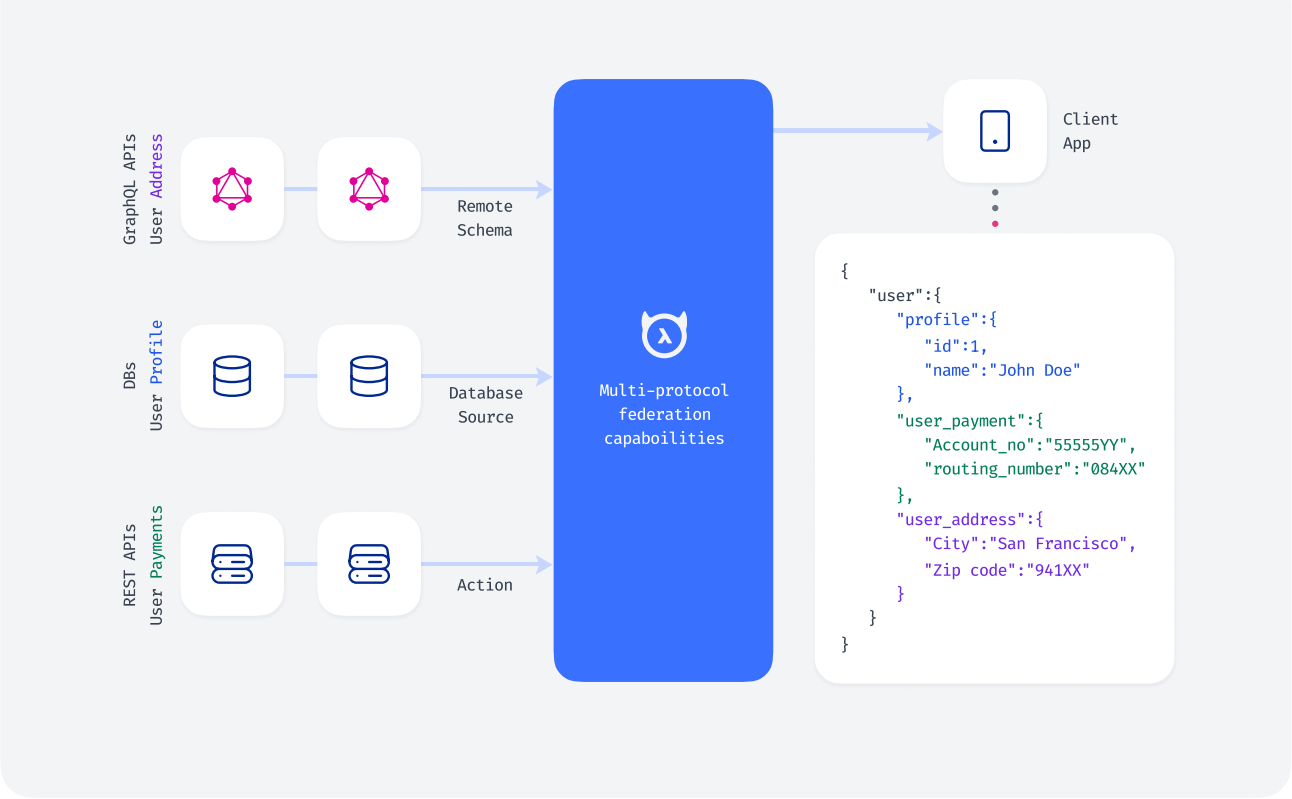 GraphQL APIs
User Address
Remote
Schema
DBs
User Profile
Database
Source
REST APIs
User Payments
Action
λ
Multi-protocol
federation
capaboilities
Client
App
{
"user":{
"profile":{
"id":1,
"name":"John Doe"
},
"user_payment":{
"Account_no":"55555YY",
"routing_number":"084XX"
},
"user_address":{
"City":"San Francisco",
"Zip code":"941XX"
}
}
}